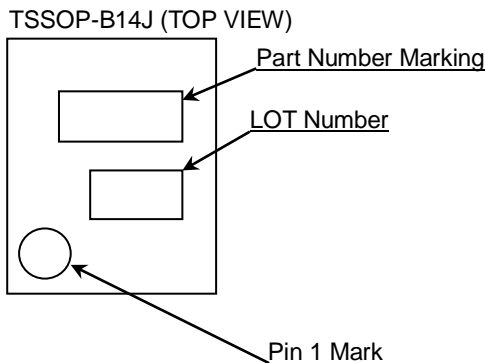 TSSOP-B14J (TOP VIEW)
Part Number Marking
LOT Number
Pin 1 Mark